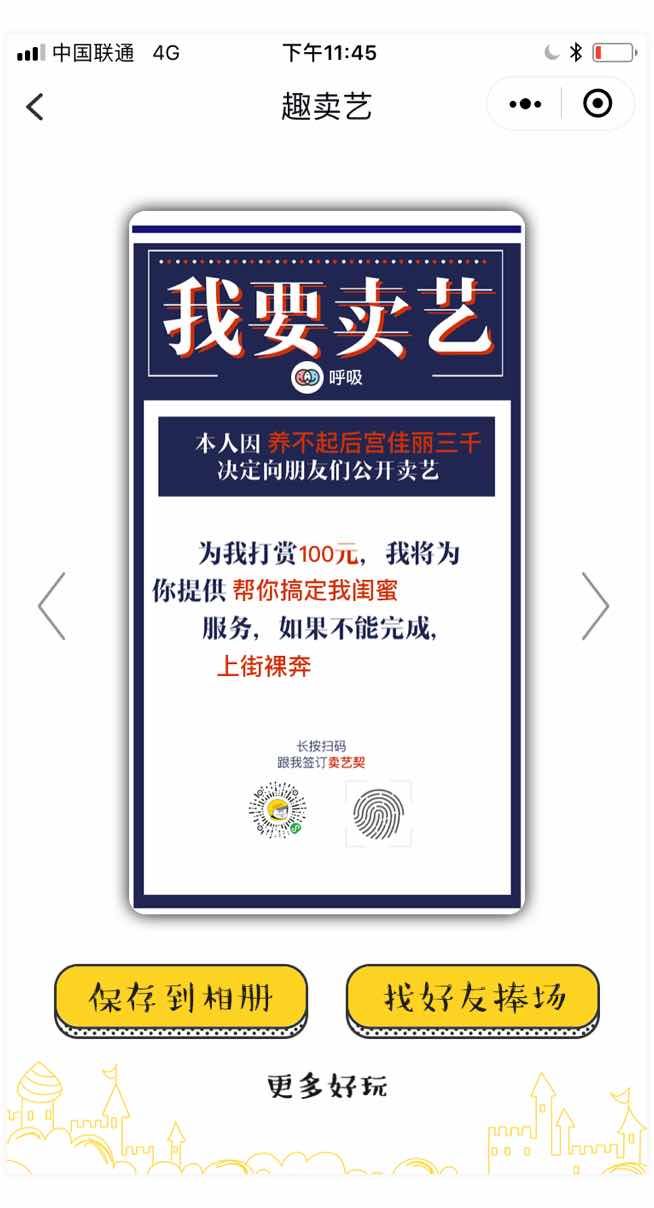 中国联通 4G 下午11:45
趣卖艺
我要卖艺
呼吸
本人因 养不起后宫佳丽三千
决定向朋友们公开卖艺
为我打赏100元，我将为
你提供 帮你搞定我闺蜜
服务，如果不能完成，
上街裸奔
长按扫码
跟我签订卖艺契
保存到相册 找好友捧场
更多好玩